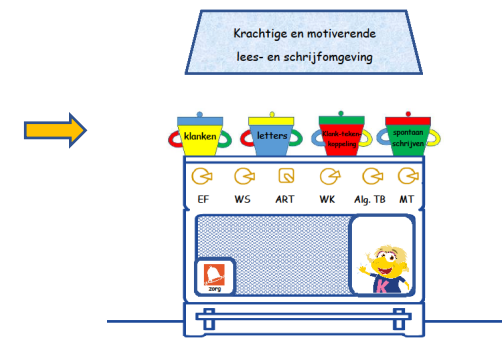 Krachtige en motiverende
lees- en schrijfomgeving
klanken
letters
Klank-teken-
koppeling
spontaan
schrijven
EF WS ART WK Alg. TB MT
zorg
K